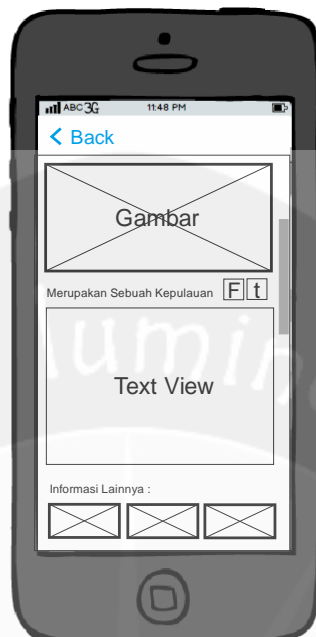 ABC 3G 11:48 PM
Back
Gambar
Merupakan Sebuah Kepulauan F t
Text View
Informasi Lainnya :